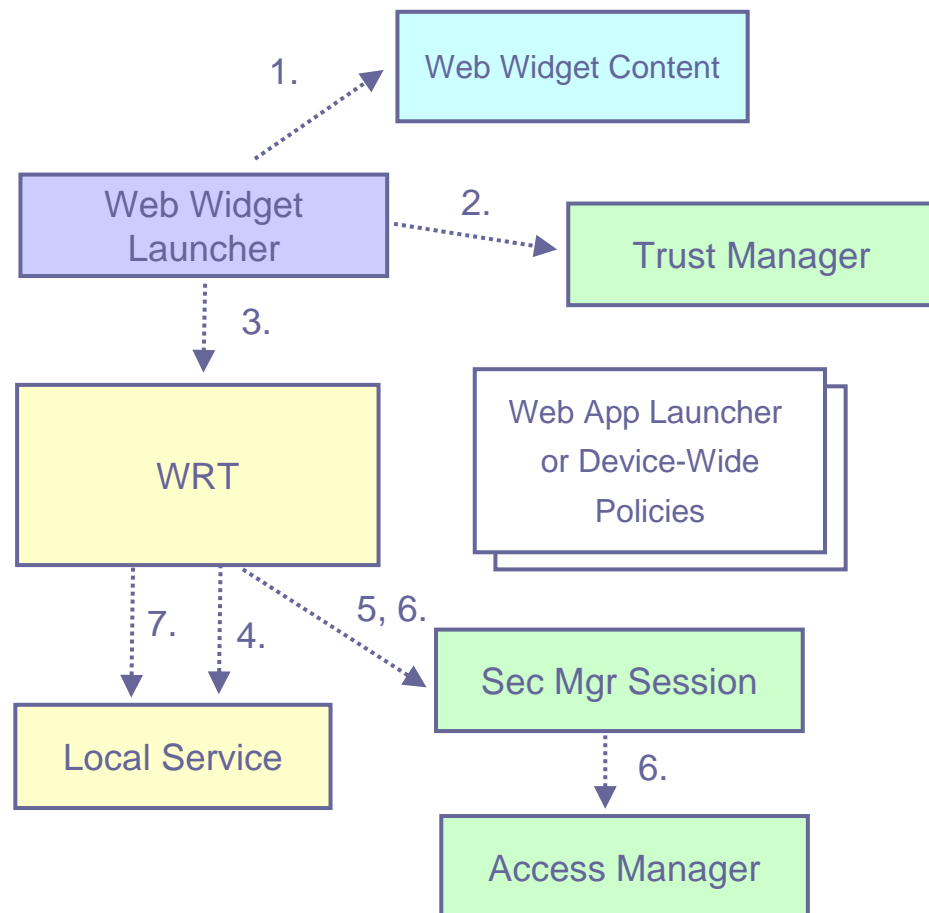 1.
Web Widget Content
Web Widget
Launcher
2.
Trust Manager
3.
WRT
Web App Launcher
or Device-Wide
Policies
7.
4.
5, 6.
Sec Mgr Session
Local Service
6.
Access Manager